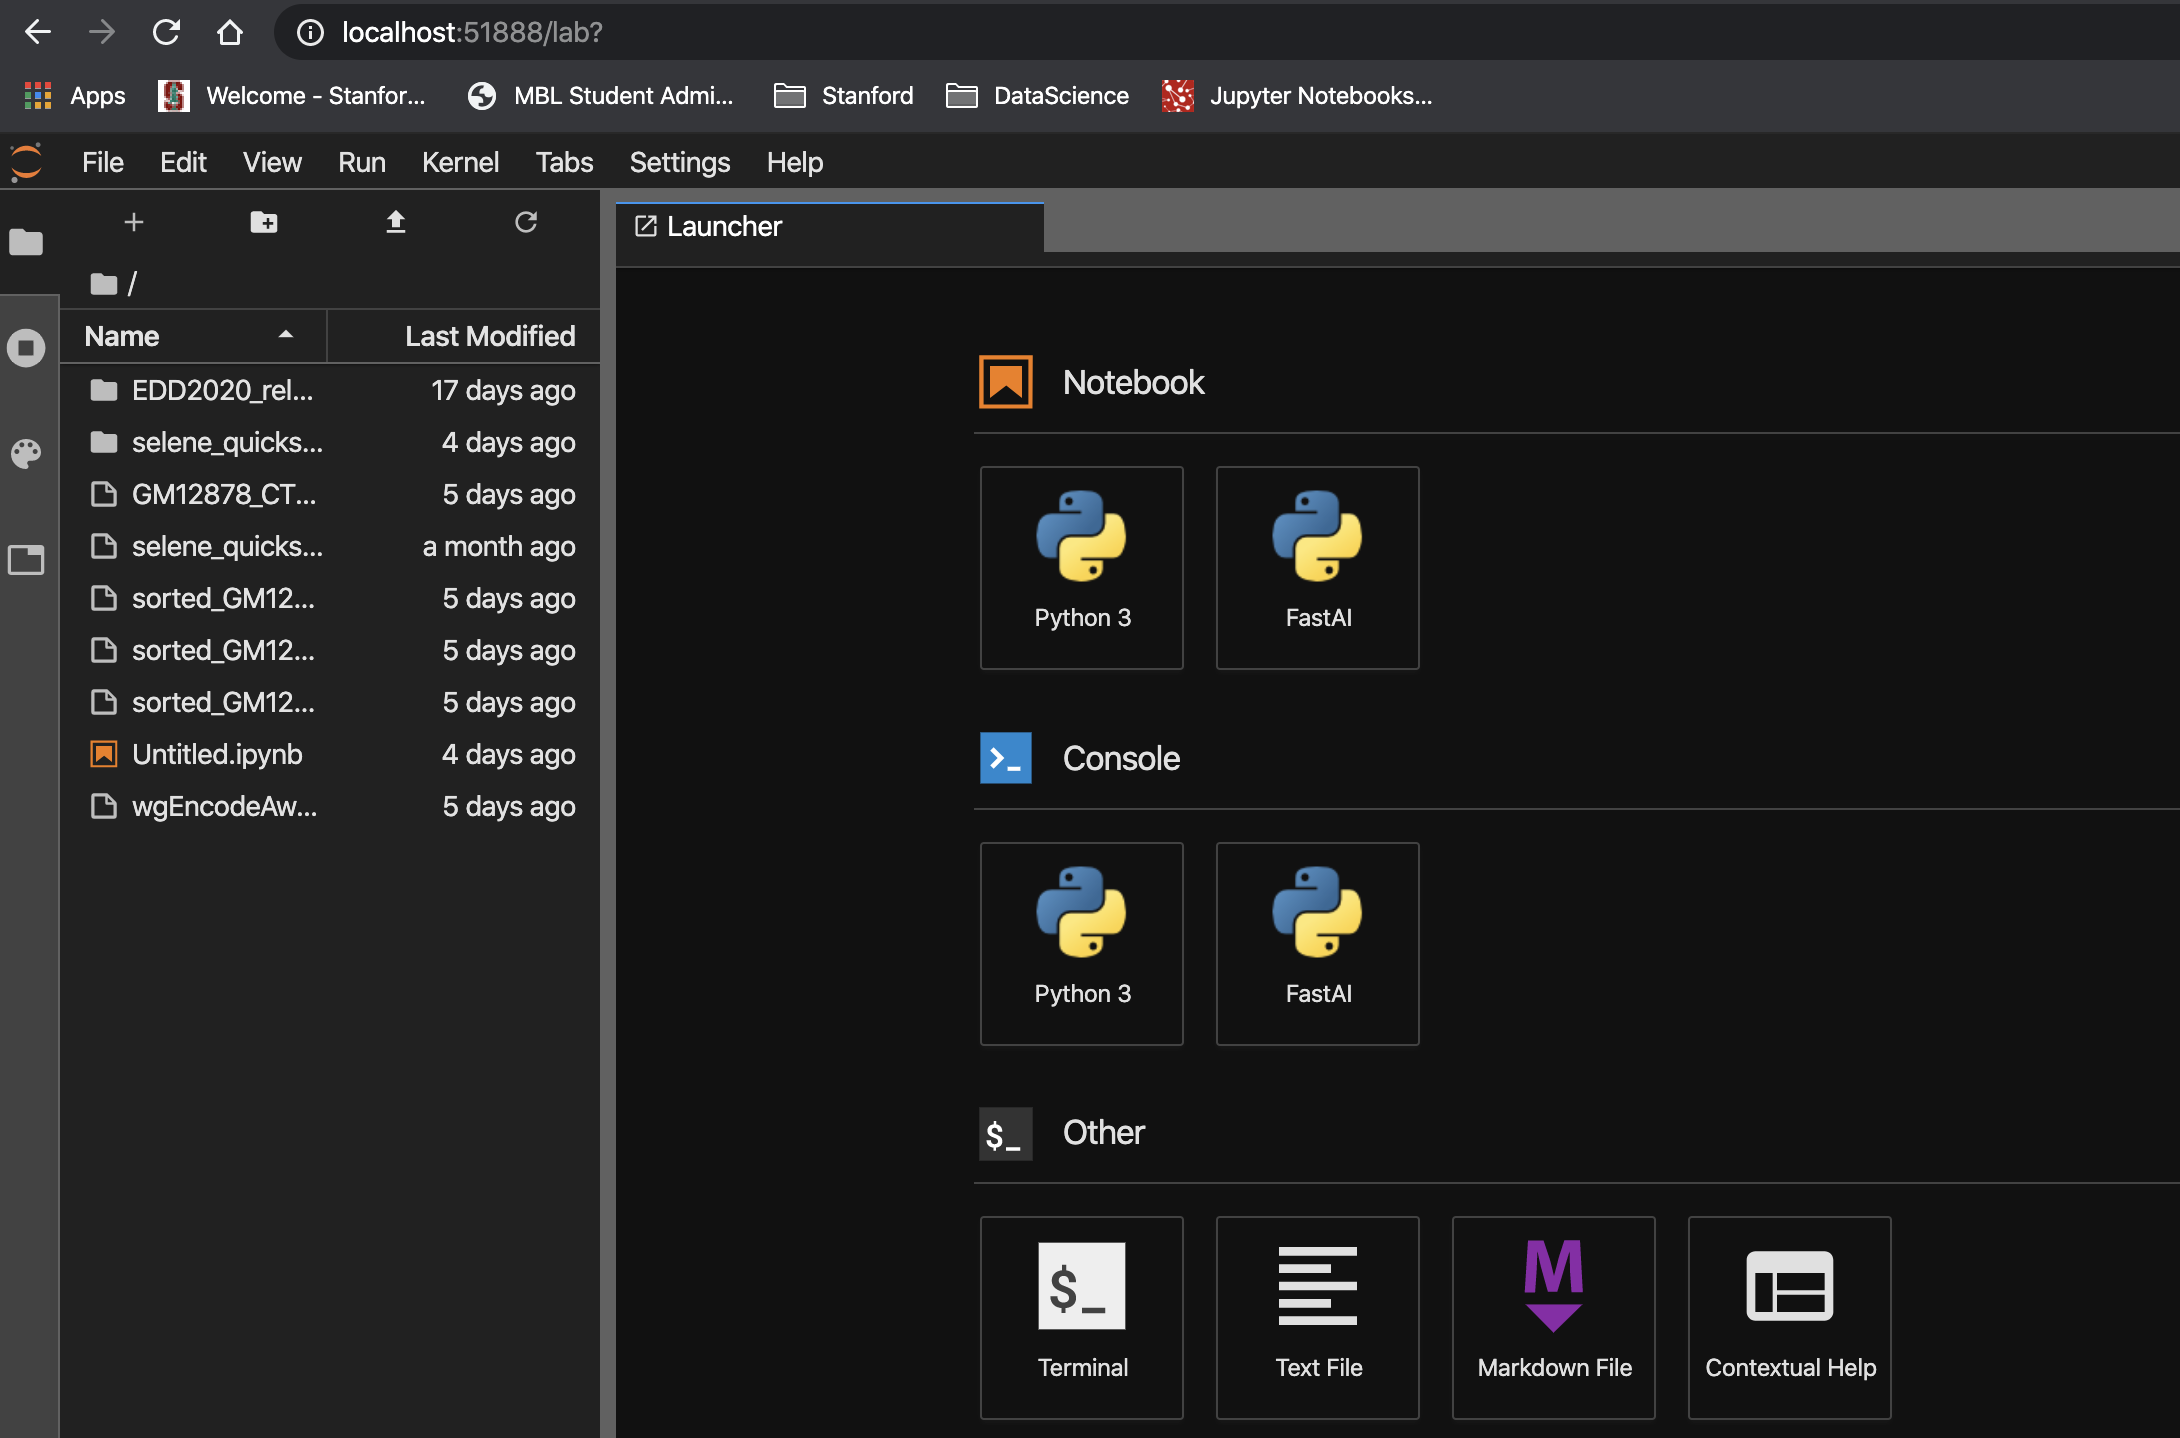 localhost:51888/lab?
Apps Welcome - Stanfor... MBL Student Admi... Stanford DataScience Jupyter Notebooks...
File Edit View Run Kernel Tabs Settings Help
Launcher
/
Name Last Modified
EDD2020_rel... 17 days ago
selene_quicks... 4 days ago
GM12878_CT... 5 days ago
selene_quicks... a month ago
sorted_GM12... 5 days ago
sorted_GM12... 5 days ago
sorted_GM12... 5 days ago
Untitled.ipynb 4 days ago
wgEncodeAw... 5 days ago
Notebook
Python 3 FastAI
>_ Console
Python 3 FastAI
$_ Other
$_ M
Terminal Text File Markdown File Contextual Help